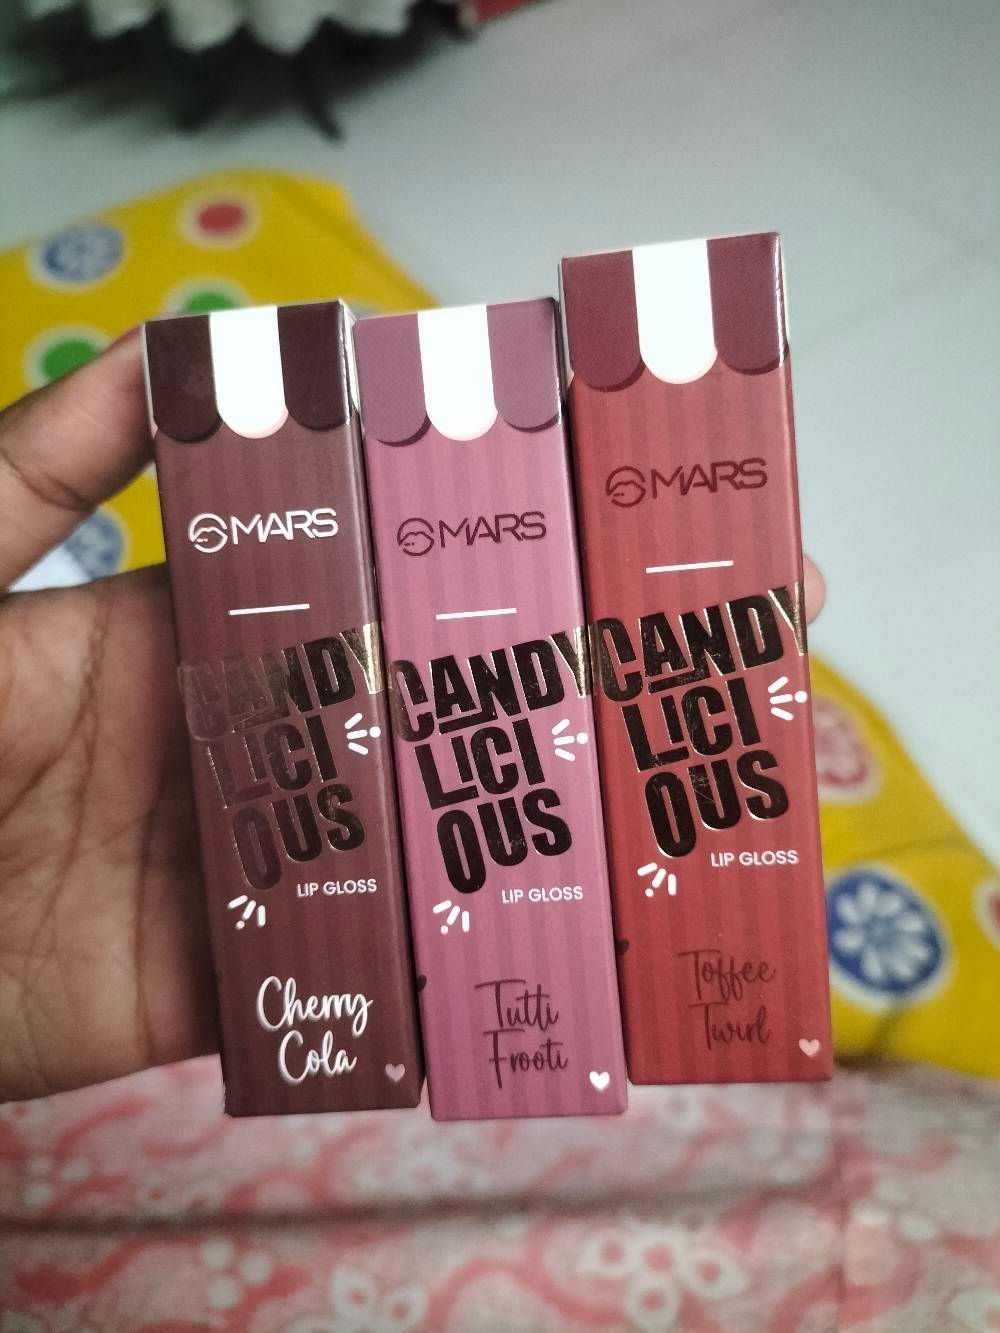 MARS
CANDY
LICI
OUS
LIP GLOSS
Cherry
Cola
MARS
CANDY
LICI
OUS
LIP GLOSS
Tutti
Frooti
MARS
CANDY
LICI
OUS
LIP GLOSS
Toffee
Twirl